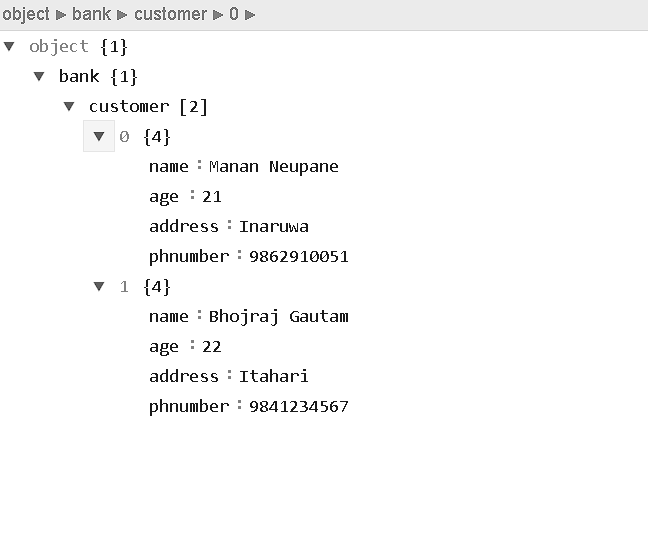 object ▶ bank ▶ customer ▶ 0 ▶
▼ object {1}
▼ bank {1}
▼ customer [2]
▼ 0 {4}
name : Manan Neupane
age : 21
address : Inaruwa
phnumber : 9862910051
▼ 1 {4}
name : Bhojraj Gautam
age : 22
address : Itahari
phnumber : 9841234567